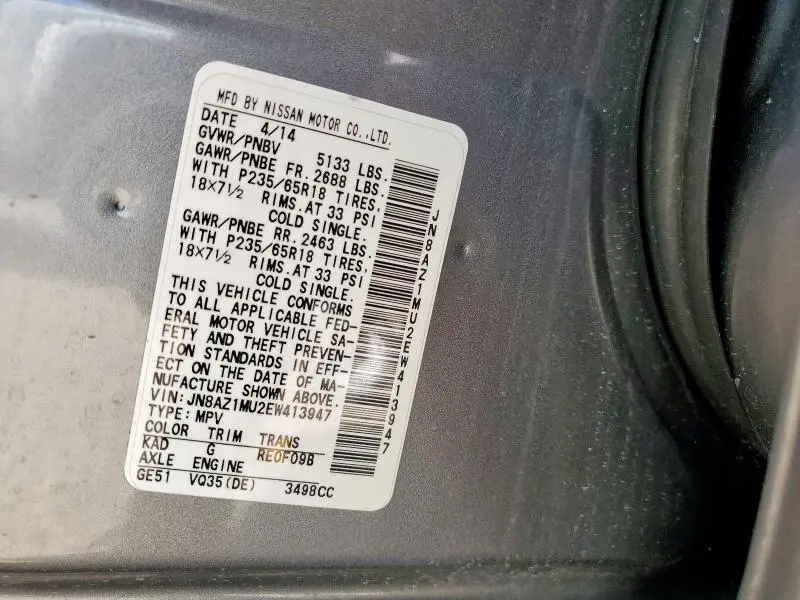 MFD BY NISSAN MOTOR CO.,LTD.
DATE 4/14
GVWR/PNBV 5133 LBS.
GAWR/PNBE FR. 2688 LBS.
WITH P235/65R18 TIRES,
18×7½ RIMS. AT 33 PSI
COLD SINGLE.
GAWR/PNBE RR. 2463 LBS.
WITH P235/65R18 TIRES,
18×7½ RIMS. AT 33 PSI
COLD SINGLE.
THIS VEHICLE CONFORMS
TO ALL APPLICABLE FED-
ERAL MOTOR VEHICLE SA-
FETY AND THEFT PREVEN-
TION STANDARDS IN EFF-
ECT ON THE DATE OF MA-
NUFACTURE SHOWN ABOVE.
VIN: JN8AZ1MU2EW413947
TYPE: MPV
COLOR TRIM TRANS
KAD G RE0F09B
AXLE ENGINE
GE51 VQ35(DE) 3498CC
JN8AZ1MU2EW413947